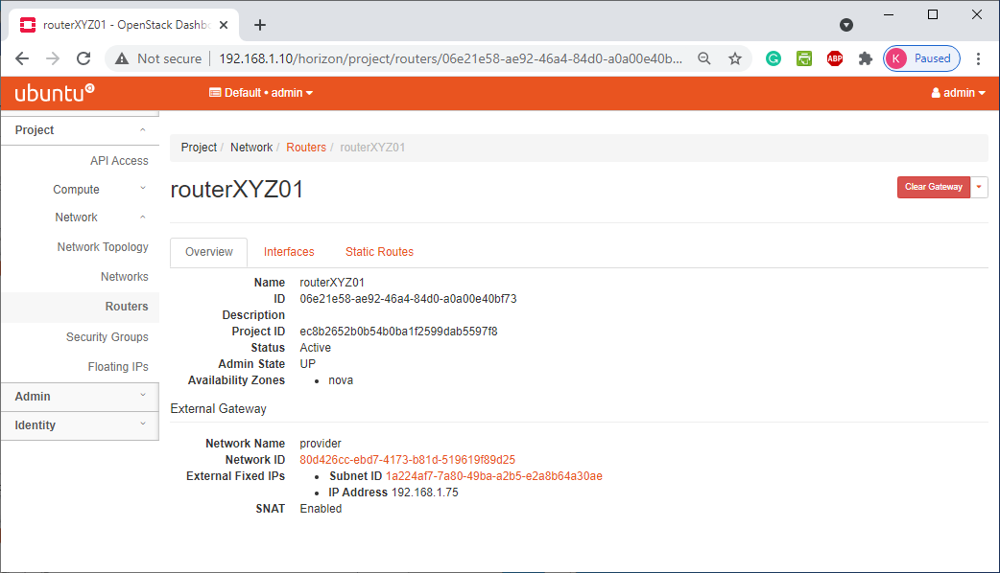 routerXYZ01 - OpenStack Dashb
Not secure 192.168.1.10/horizon/project/routers/06e21e58-ae92-46a4-84d0-a0a00e40b... ABP K Paused
ubuntu Default • admin admin
Project
API Access
Compute
Network
Network Topology
Networks
Routers
Security Groups
Floating IPs
Admin
Identity
Project / Network / Routers / routerXYZ01
routerXYZ01
Clear Gateway
Overview Interfaces Static Routes
Name routerXYZ01
ID 06e21e58-ae92-46a4-84d0-a0a00e40bf73
Description
Project ID ec8b2652b0b54b0ba1f2599dab5597f8
Status Active
Admin State UP
Availability Zones • nova
External Gateway
Network Name provider
Network ID 80d426cc-ebd7-4173-b81d-519619f89d25
External Fixed IPs • Subnet ID 1a224af7-7a80-49ba-a2b5-e2a8b64a30ae
• IP Address 192.168.1.75
SNAT Enabled